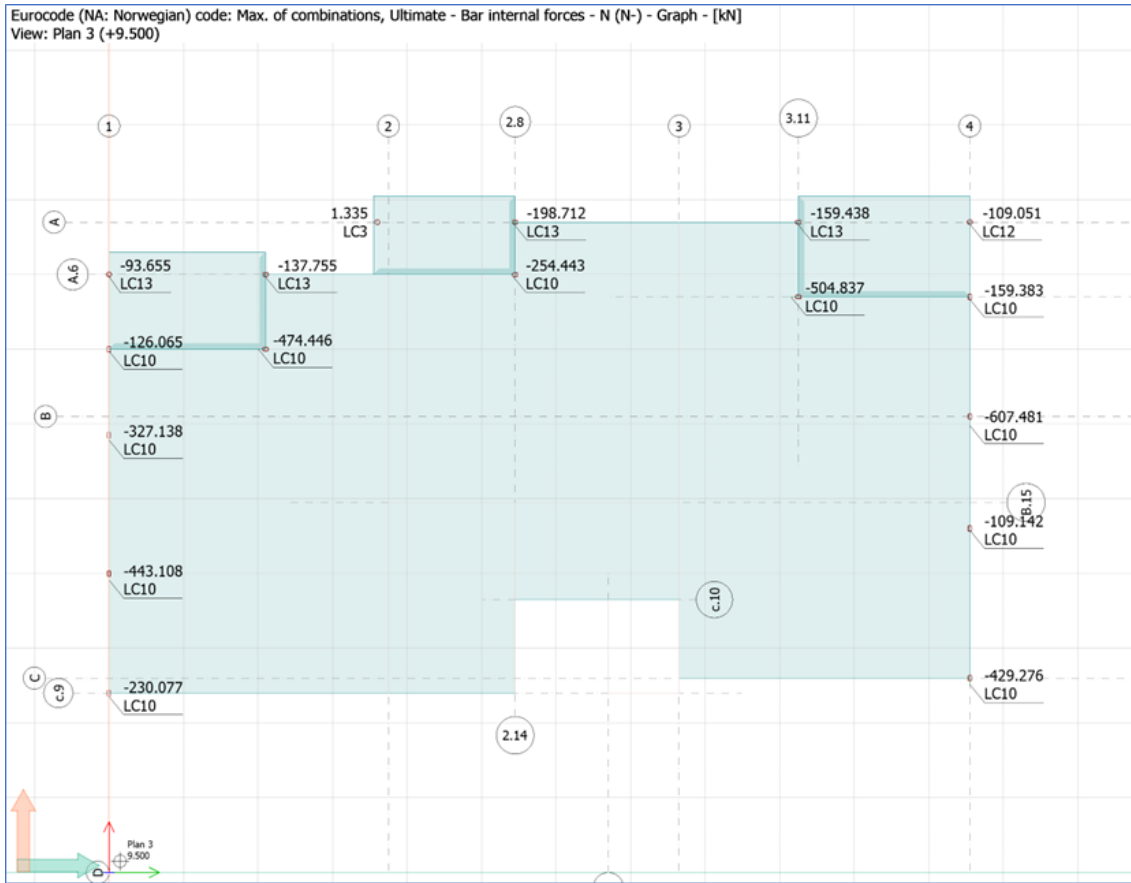 Eurocode (NA: Norwegian) code: Max. of combinations, Ultimate - Bar internal forces - N (N-) - Graph - [kN]
View: Plan 3 (+9.500)
1
2
2.8
3
3.11
4
A
1.335
LC3
-198.712
LC13
-159.438
LC13
-109.051
LC12
A.6
-93.655
LC13
-137.755
LC13
-254.443
LC10
-504.837
LC10
-159.383
LC10
-126.065
LC10
-474.446
LC10
B
-327.138
LC10
-607.481
LC10
B.15
-109.142
LC10
-443.108
LC10
c.10
C
c.9
-230.077
LC10
-429.276
LC10
2.14
Plan 3
9.500
D